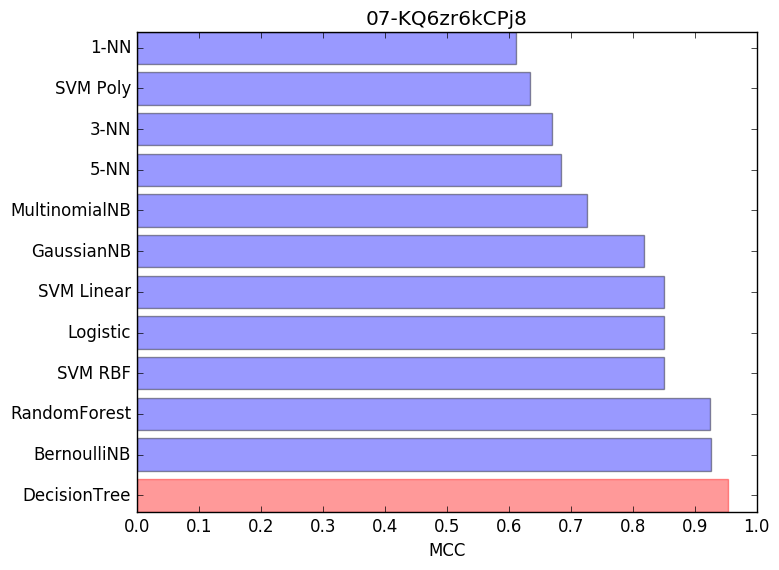 07-KQ6zr6kCPj8
1-NN
SVM Poly
3-NN
5-NN
MultinomialNB
GaussianNB
SVM Linear
Logistic
SVM RBF
RandomForest
BernoulliNB
DecisionTree
0.0 0.1 0.2 0.3 0.4 0.5 0.6 0.7 0.8 0.9 1.0
MCC